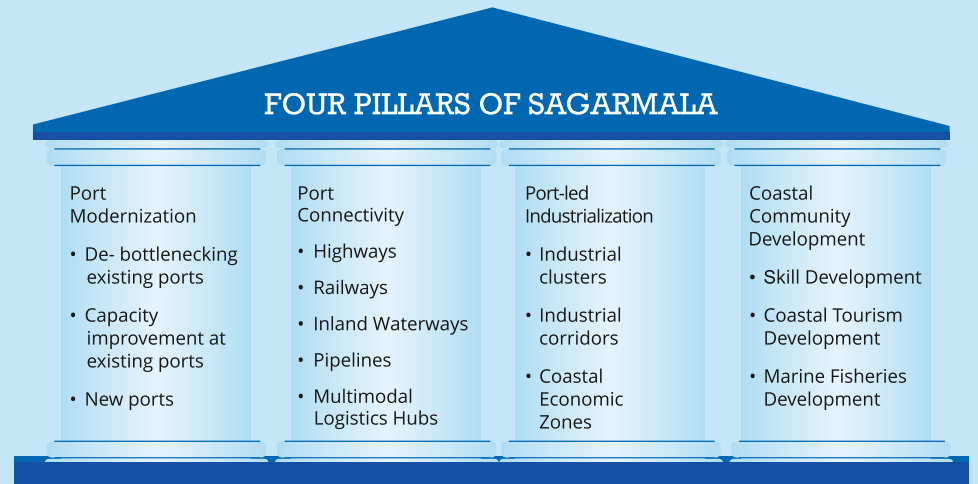 FOUR PILLARS OF SAGARMALA
Port
Modernization
• De- bottlenecking
existing ports
• Capacity
improvement at
existing ports
• New ports
Port
Connectivity
• Highways
• Railways
• Inland Waterways
• Pipelines
• Multimodal
Logistics Hubs
Port-led
Industrialization
• Industrial
clusters
• Industrial
corridors
• Coastal
Economic
Zones
Coastal
Community
Development
• Skill Development
• Coastal Tourism
Development
• Marine Fisheries
Development